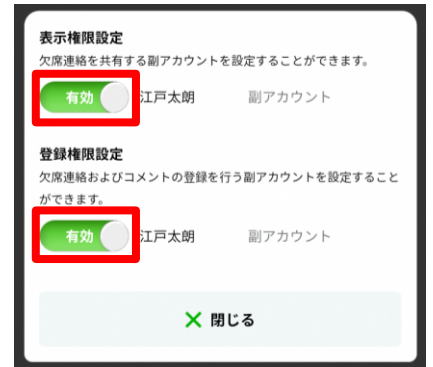 表示権限設定
欠席連絡を共有する副アカウントを設定することができます。
有効 江戸太朗 副アカウント
登録権限設定
欠席連絡およびコメントの登録を行う副アカウントを設定すること
ができます。
有効 江戸太朗 副アカウント
× 閉じる